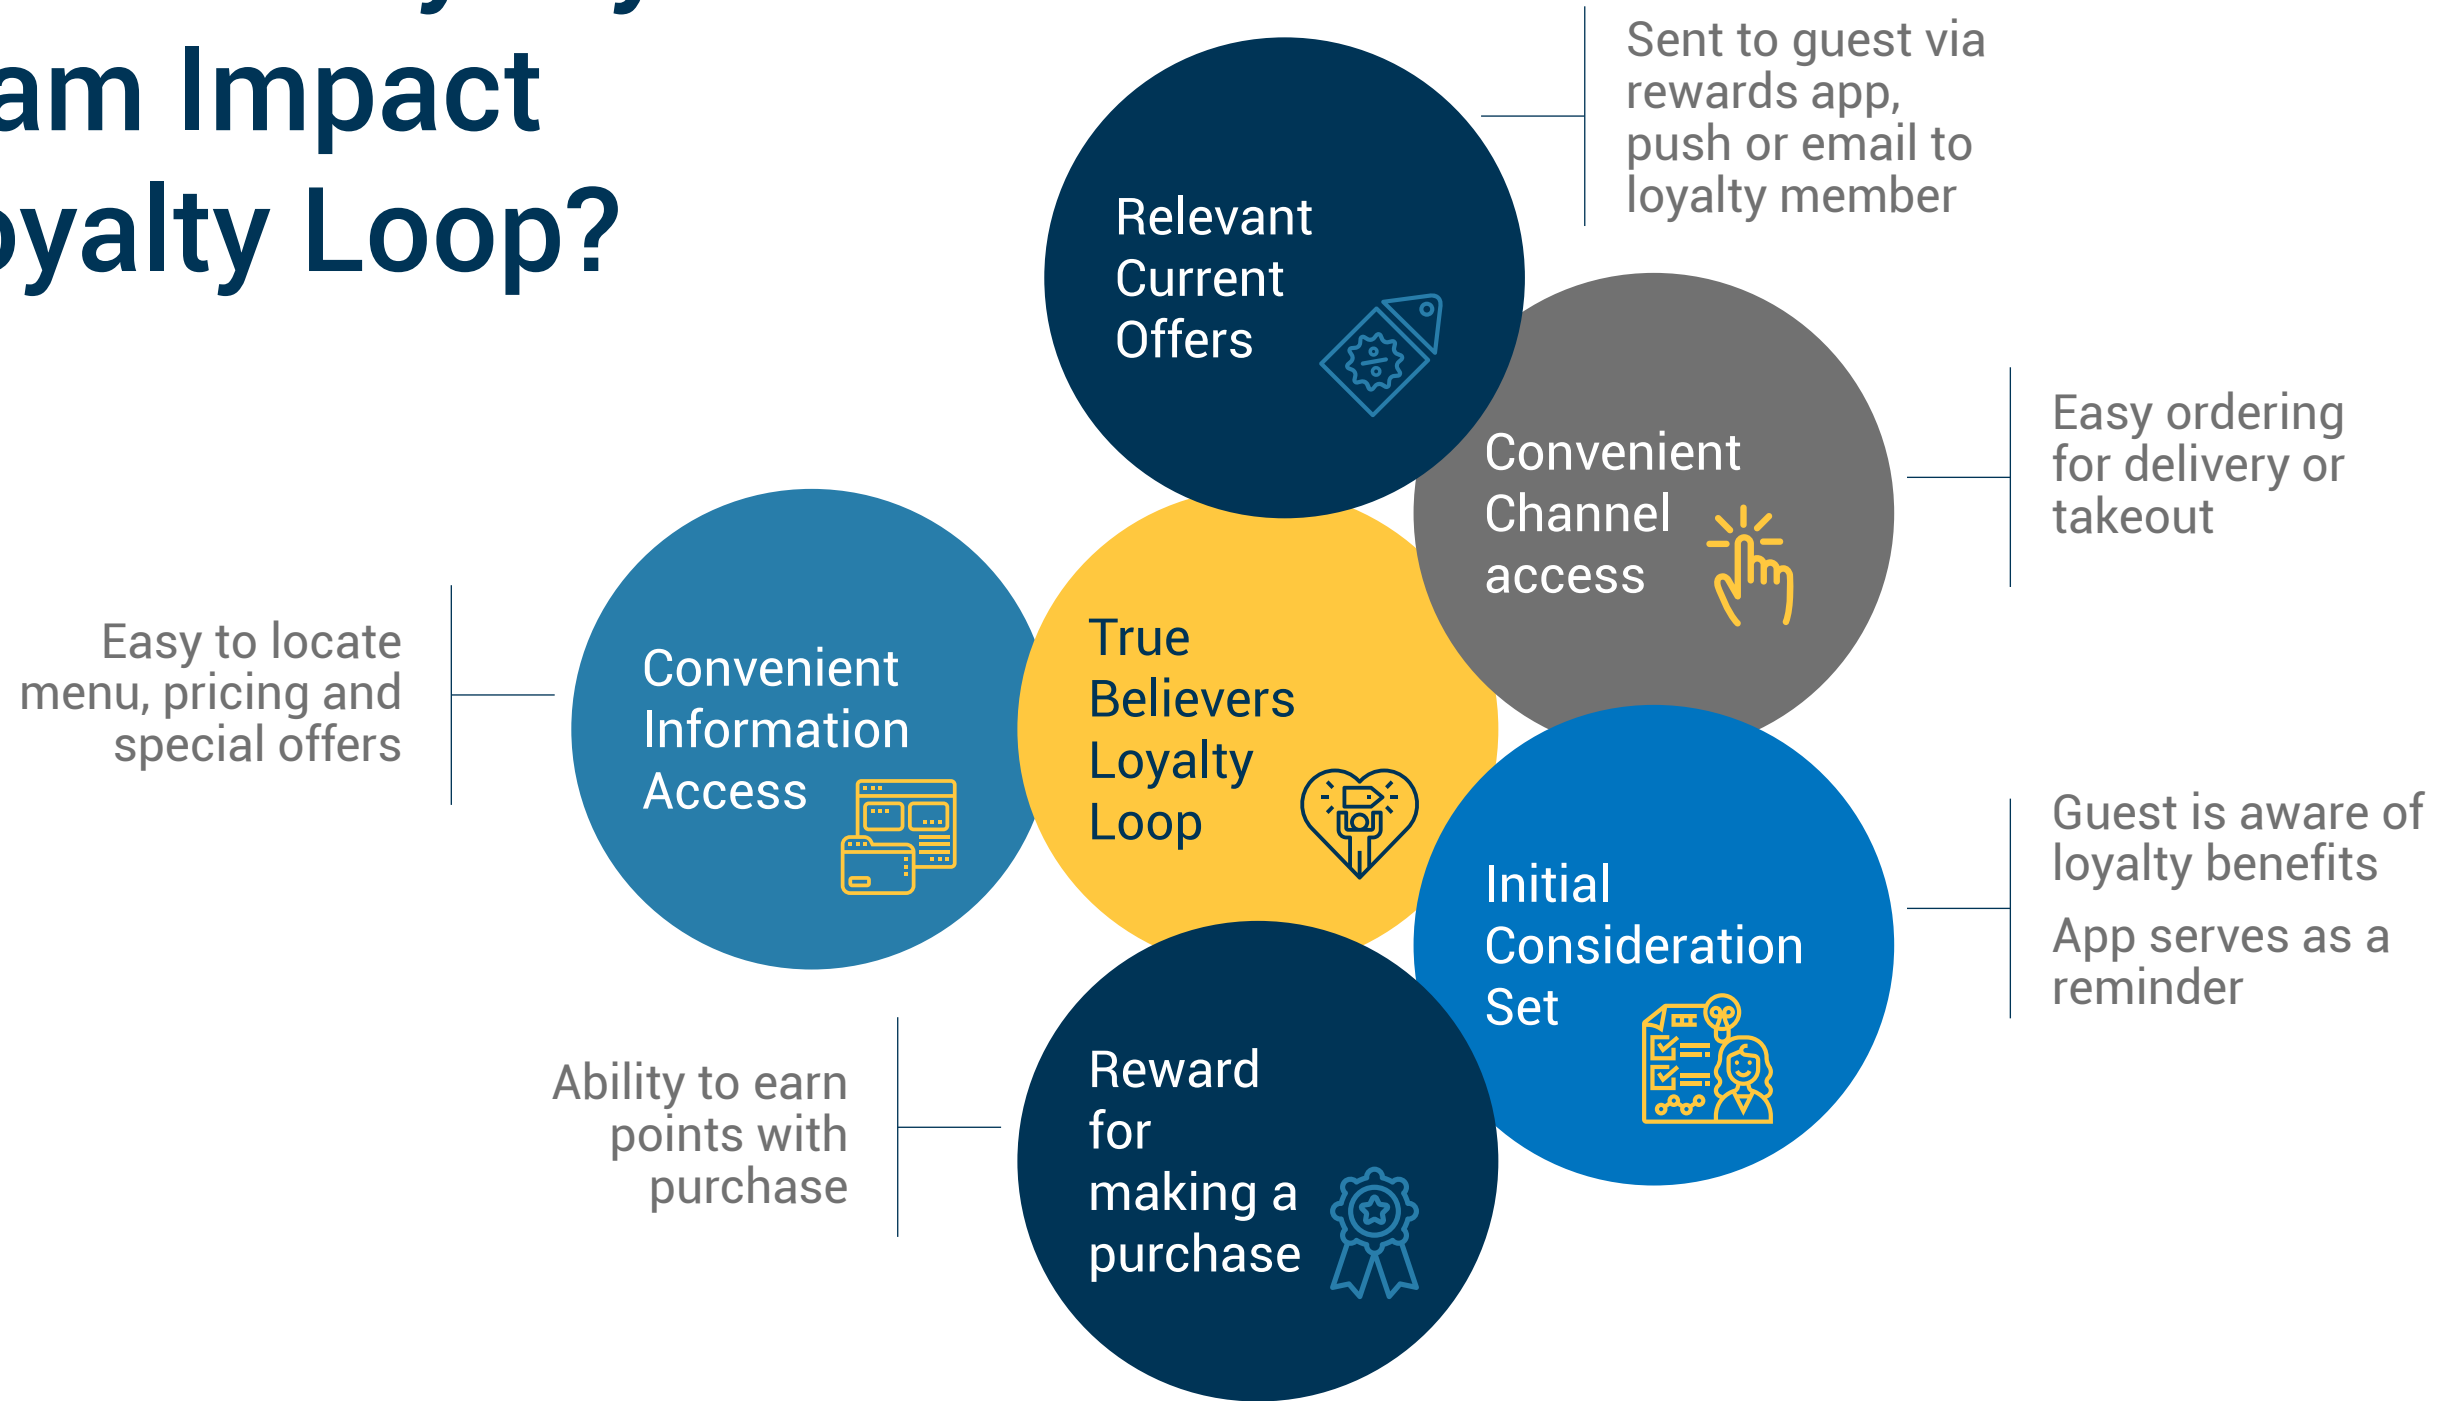 am Impact
oyalty Loop?
Sent to guest via
rewards app,
push or email to
loyalty member
Relevant
Current
Offers
Easy ordering
for delivery or
takeout
Convenient
Channel
access
Easy to locate
menu, pricing and
special offers
Convenient
Information
Access
True
Believers
Loyalty
Loop
Guest is aware of
loyalty benefits
App serves as a
reminder
Initial
Consideration
Set
Ability to earn
points with
purchase
Reward
for
making a
purchase